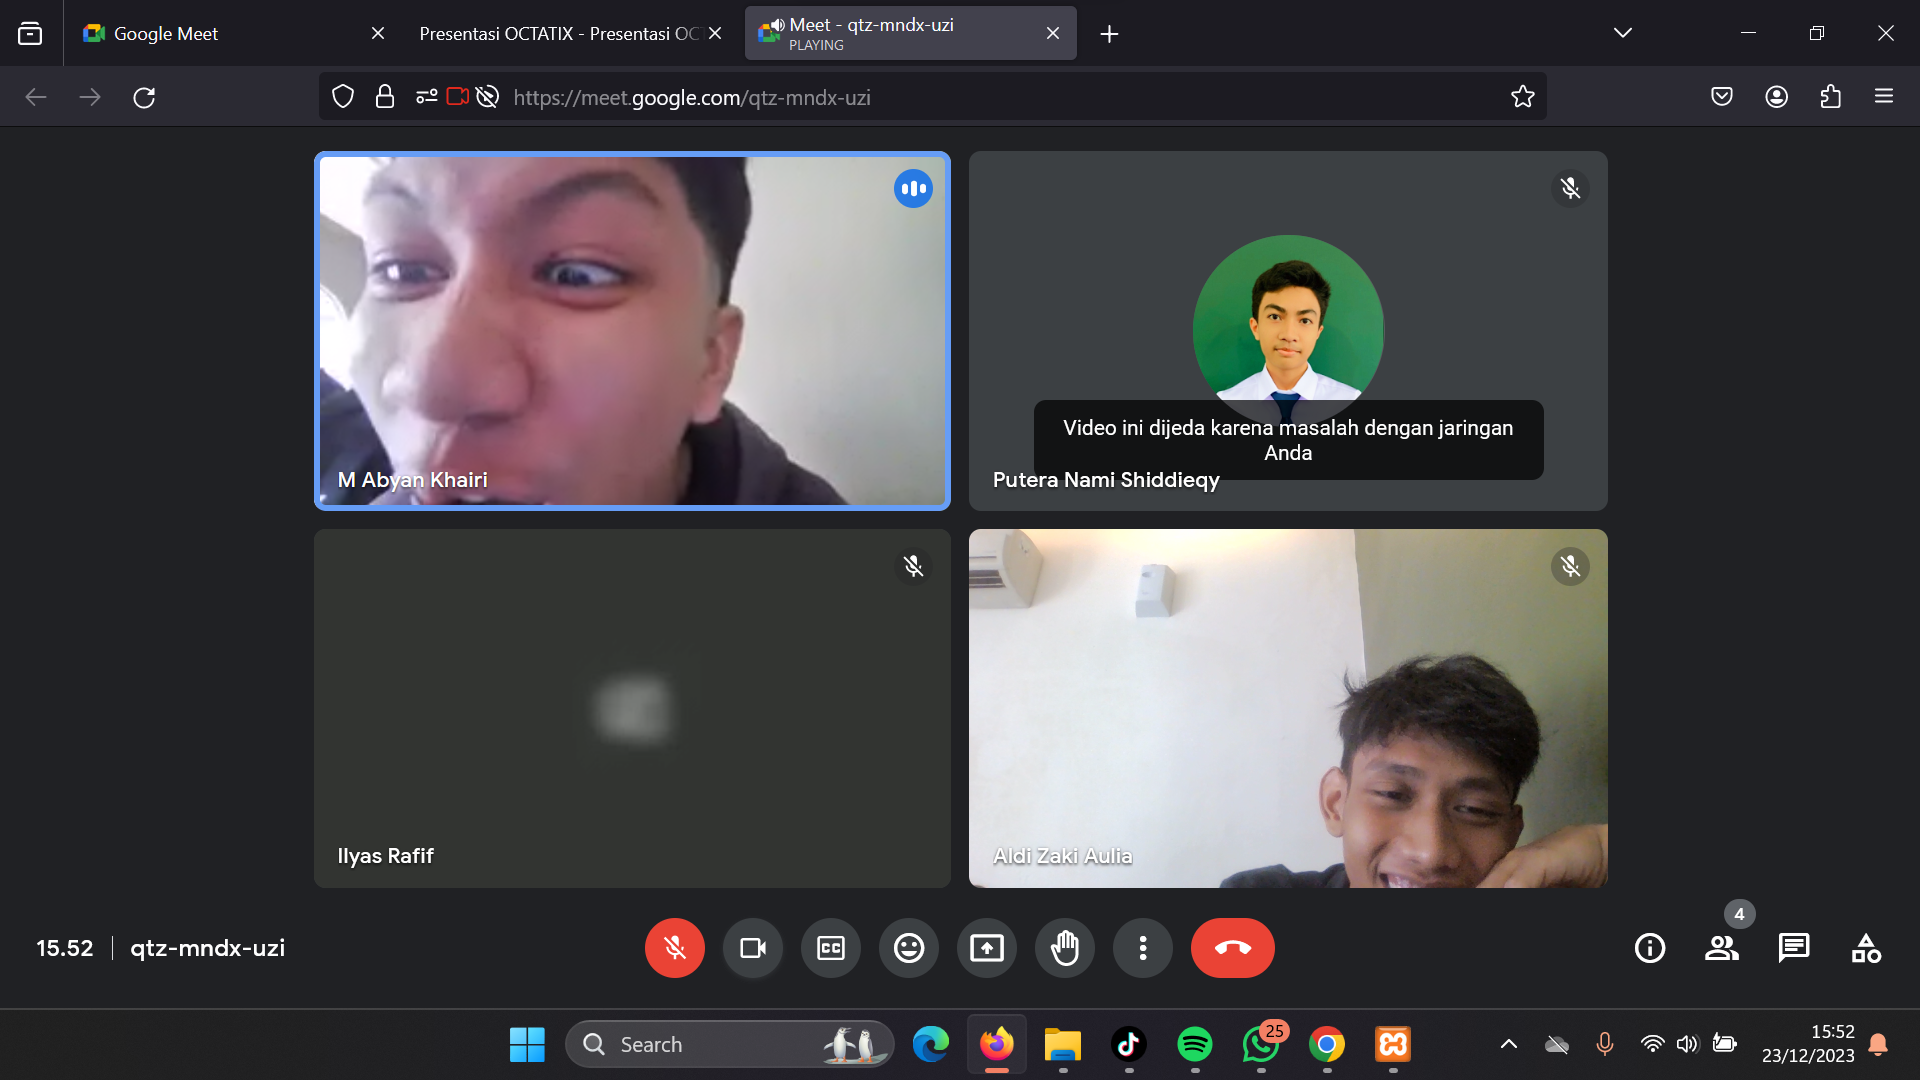 Google Meet
Presentasi OCTATIX - Presentasi OC
Meet - qtz-mndx-uzi
PLAYING
https://meet.google.com/qtz-mndx-uzi
M Abyan Khairi
Video ini dijeda karena masalah dengan jaringan
Anda
Putera Nami Shiddieqy
Ilyas Rafif
Aldi Zaki Aulia
4
15.52
qtz-mndx-uzi
CC
Search
25
15:52
23/12/2023